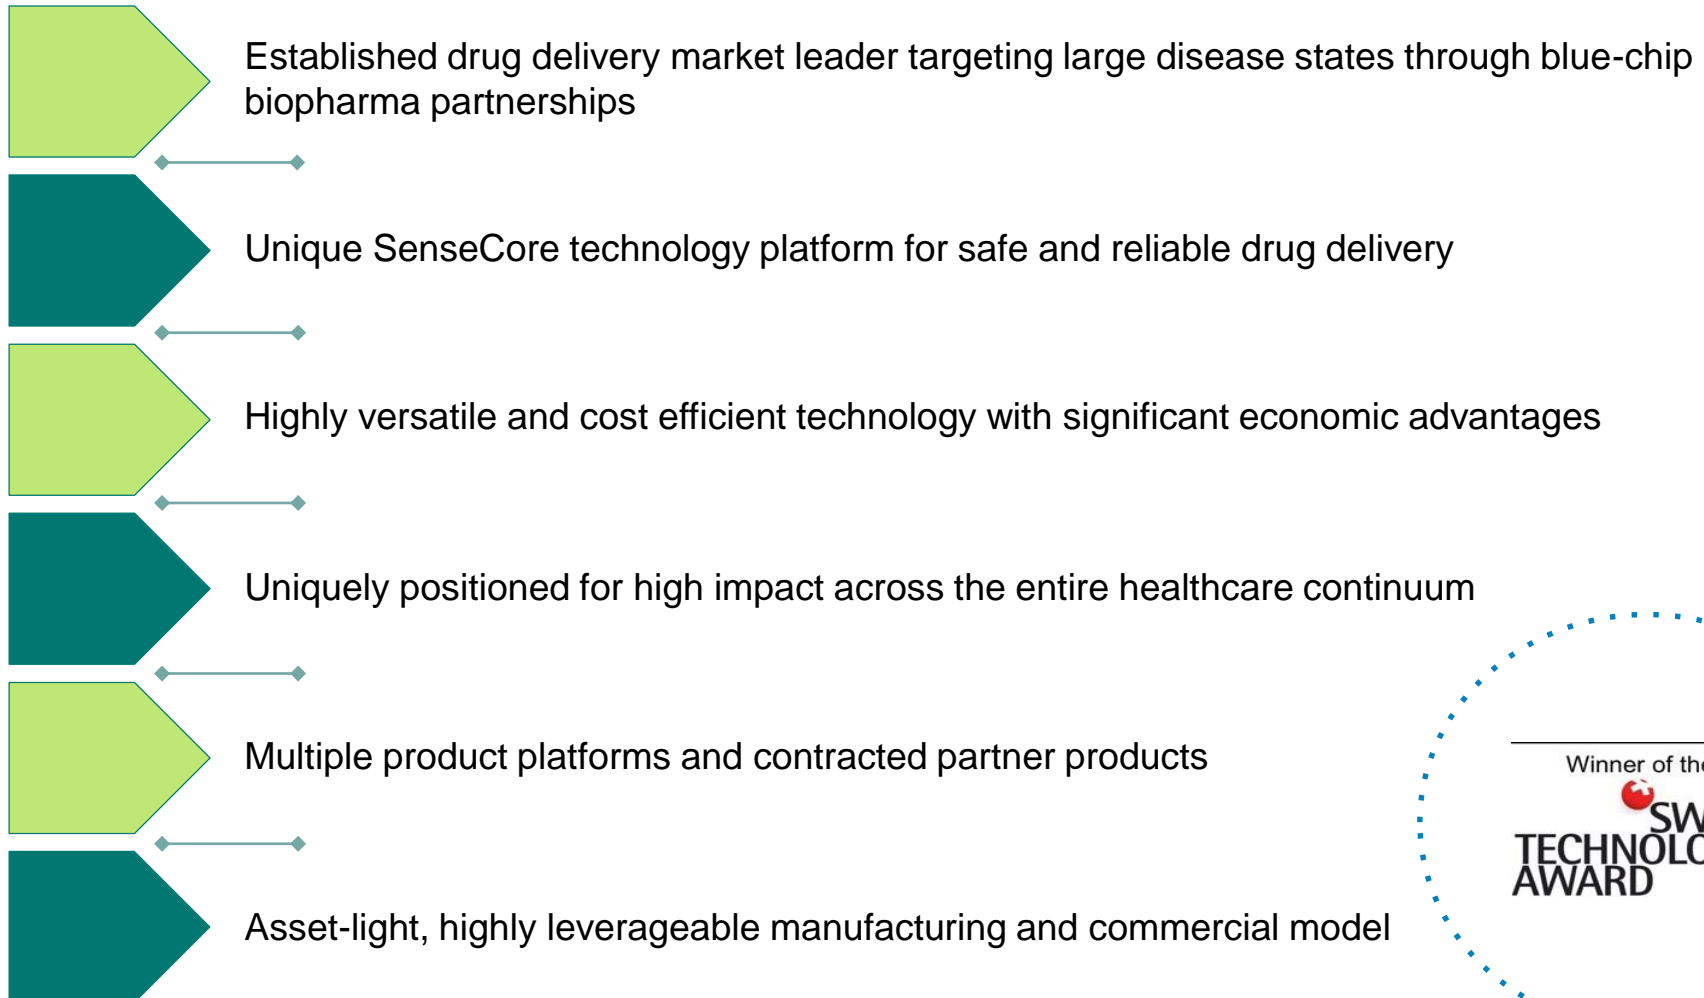 Established drug delivery market leader targeting large disease states through blue-chip
biopharma partnerships
Unique SenseCore technology platform for safe and reliable drug delivery
Highly versatile and cost efficient technology with significant economic advantages
Uniquely positioned for high impact across the entire healthcare continuum
Multiple product platforms and contracted partner products
Winner of the
Asset-light, highly leverageable manufacturing and commercial model
AWARD